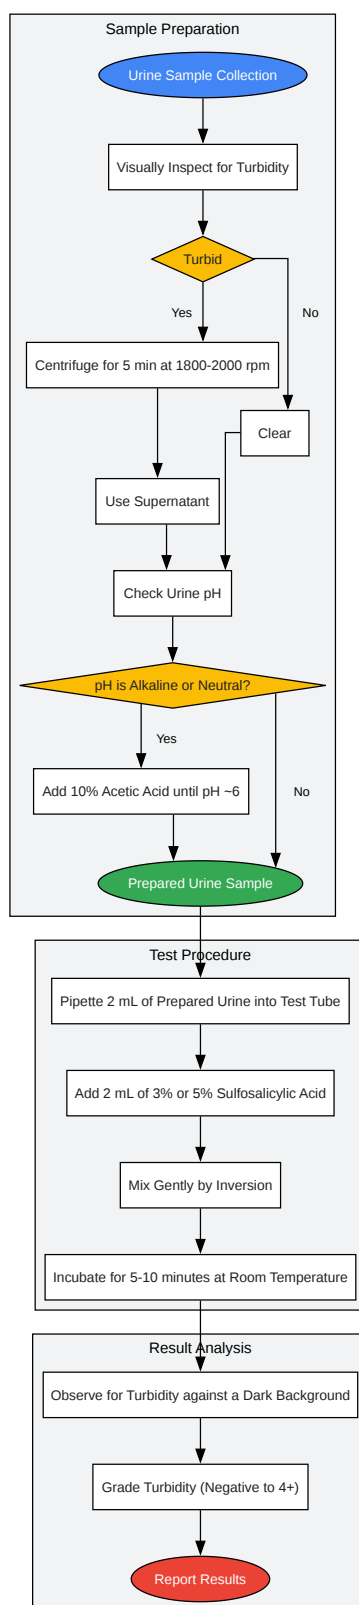 Sample Preparation
Urine Sample Collection
Visually Inspect for Turbidity
Turbid
Yes
No
Centrifuge for 5 min at 1800-2000 rpm
Clear
Use Supernatant
Check Urine pH
pH is Alkaline or Neutral?
Yes
Add 10% Acetic Acid until pH ~6
No
Prepared Urine Sample
Test Procedure
Pipette 2 mL of Prepared Urine into Test Tube
Add 2 mL of 3% or 5% Sulfosalicylic Acid
Mix Gently by Inversion
Incubate for 5-10 minutes at Room Temperature
Result Analysis
Observe for Turbidity against a Dark Background
Grade Turbidity (Negative to 4+)
Report Results